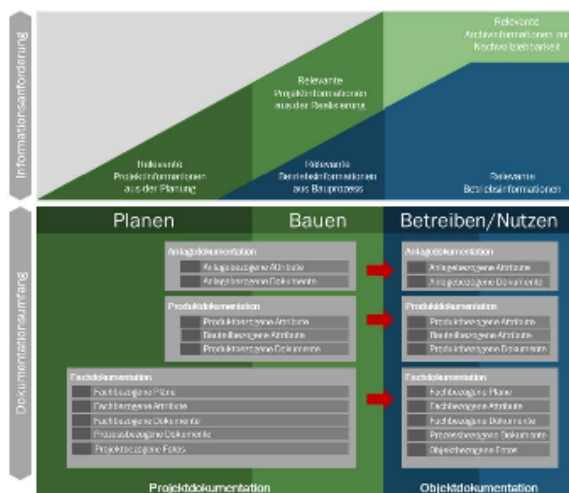 Informationsanforderung
Relevante
Archivinformationen zur
Nachvollziehbarkeit
Relevante
Projektinformationen
aus der Realisierung
Relevante
Projektinformationen
aus der Planung
Relevante
Betriebsinformationen
aus Bauprozess
Relevante
Betriebsinformationen
Dokumentationsumfang
Planen
Bauen
Betreiben/Nutzen
Anlagedokumentation
Anlagebezogene Attribute
Anlagebezogene Dokumente
Anlagedokumentation
Anlagebezogene Attribute
Anlagebezogene Dokumente
Produktdokumentation
Produktbezogene Attribute
Bauteilbezogene Attribute
Produktbezogene Dokumente
Produktdokumentation
Produktbezogene Attribute
Bauteilbezogene Attribute
Produktbezogene Dokumente
Fachdokumentation
Fachbezogene Pläne
Fachbezogene Attribute
Fachbezogene Dokumente
Prozessbezogene Dokumente
Projektbezogene Fotos
Fachdokumentation
Fachbezogene Pläne
Fachbezogene Attribute
Fachbezogene Dokumente
Prozessbezogene Dokumente
Objektbezogene Fotos
Projektdokumentation
Objektdokumentation